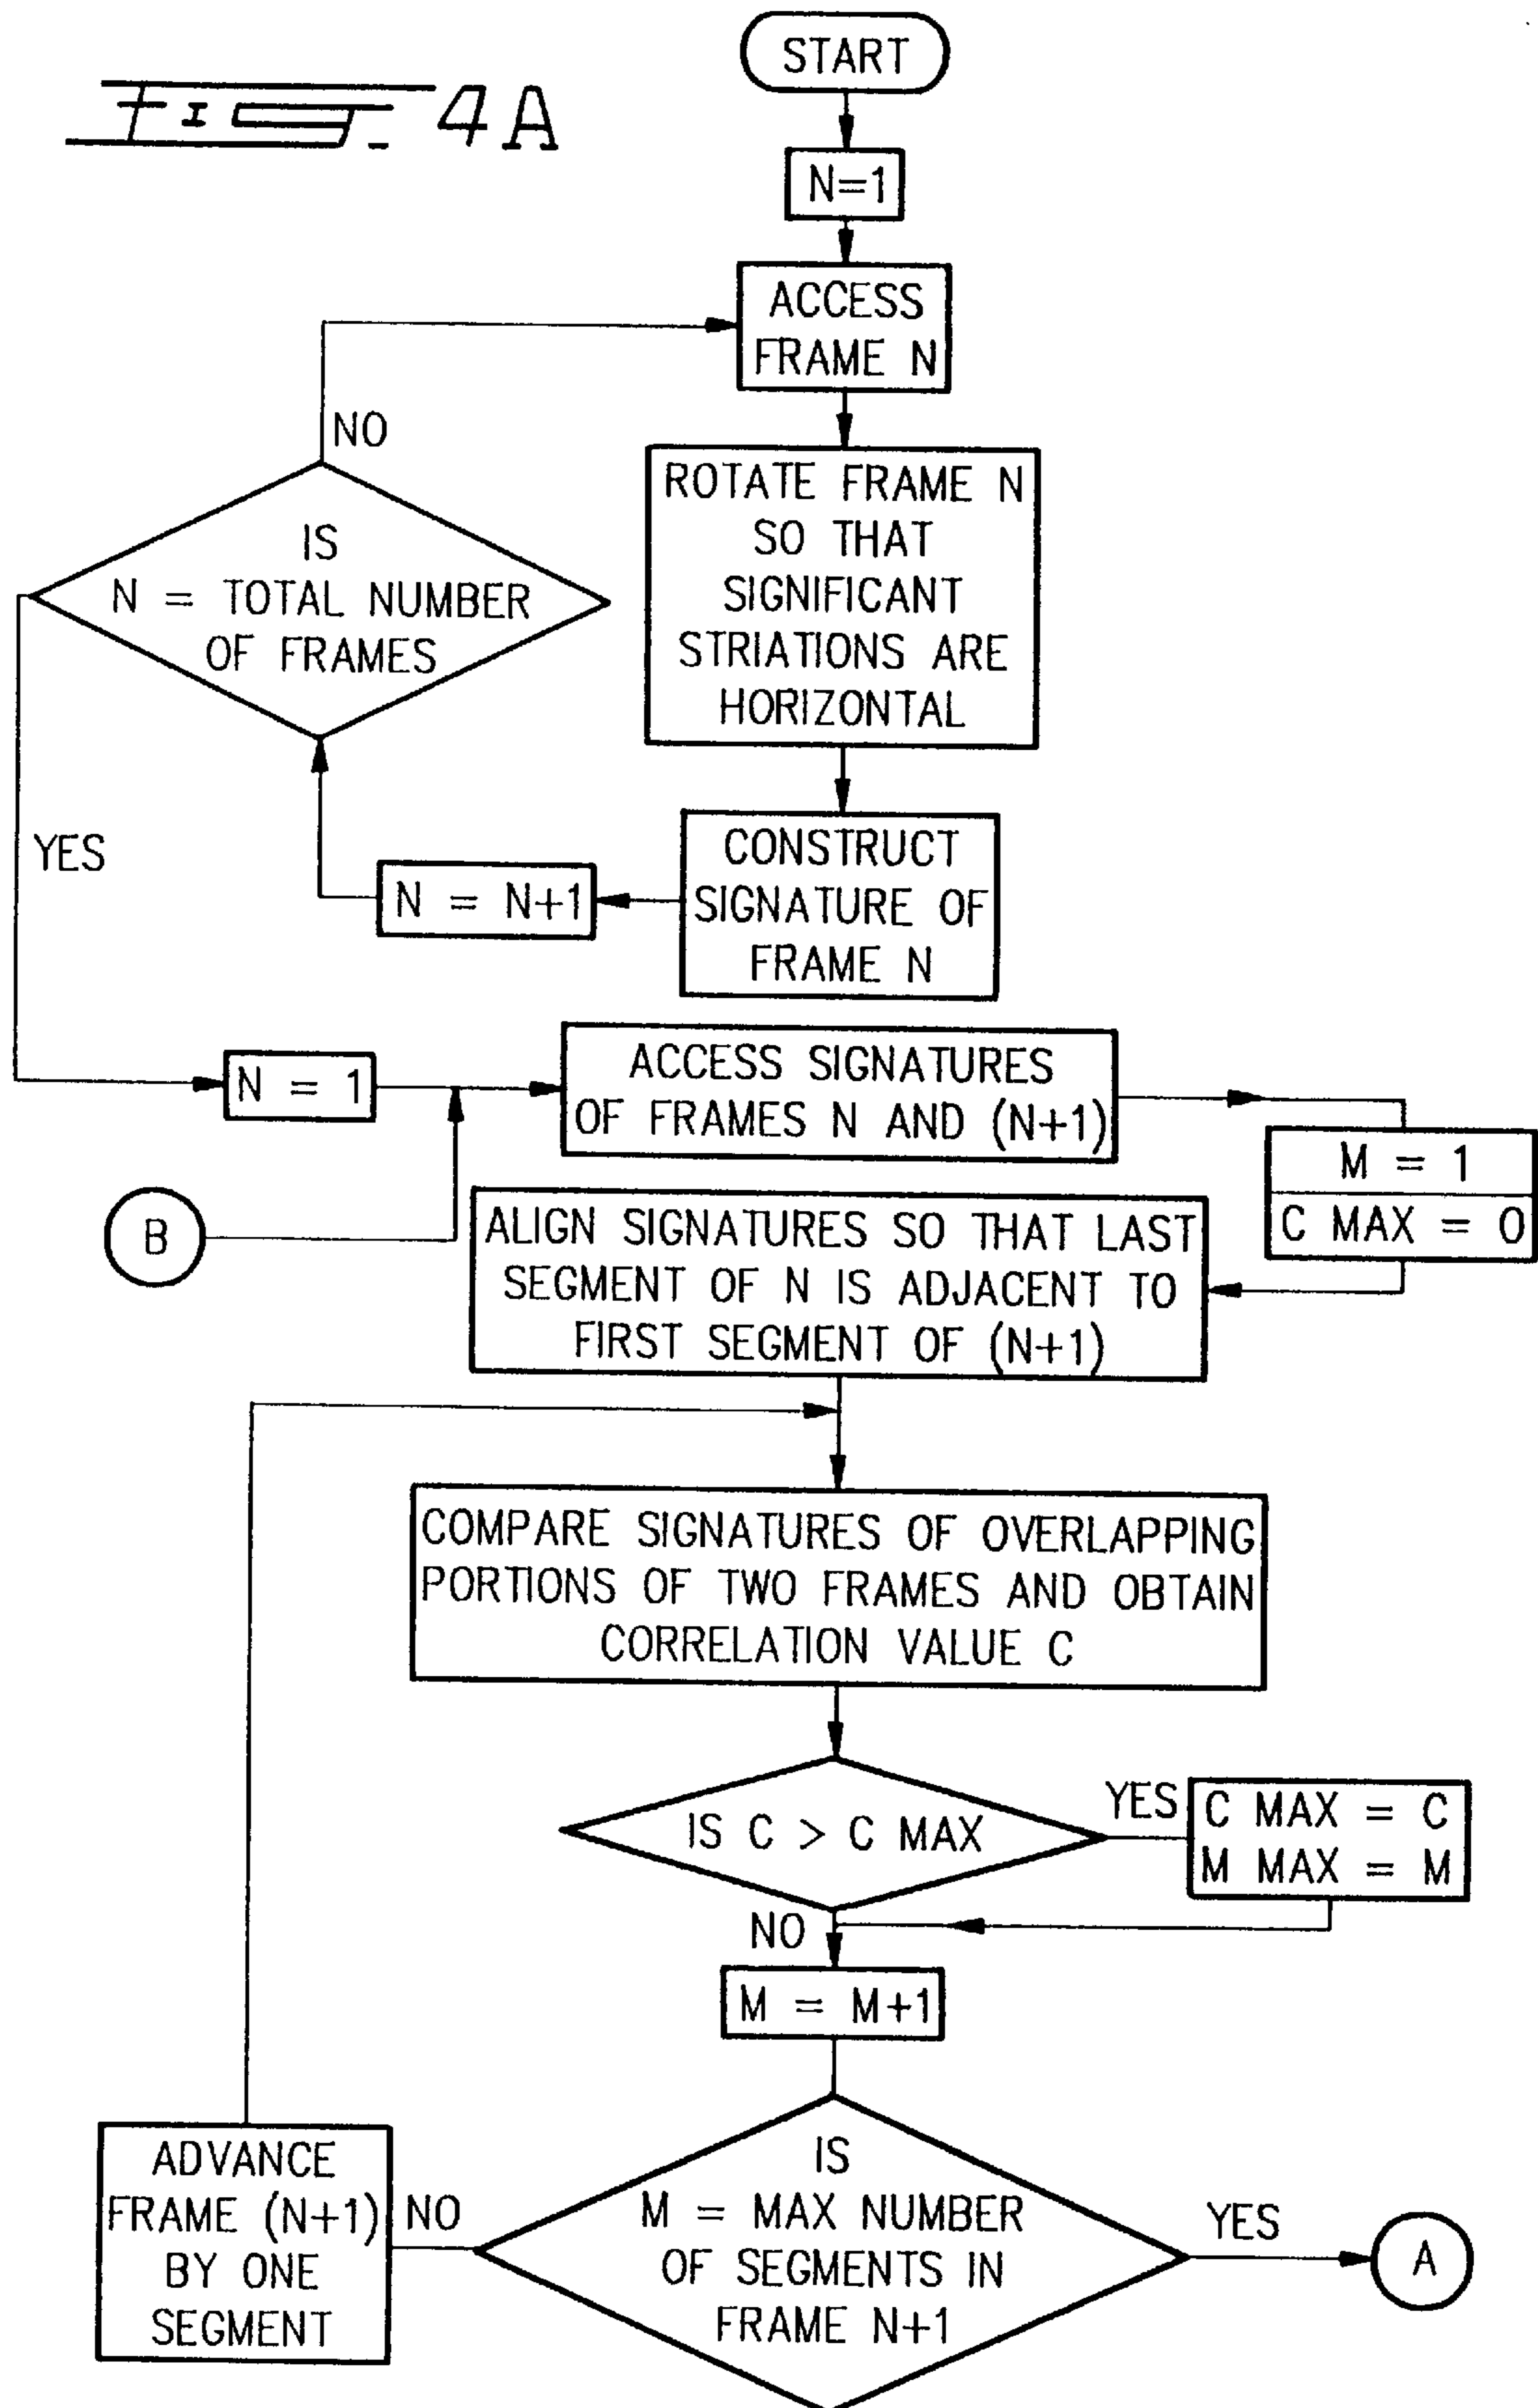 FIG. 4A
START
N=1
ACCESS
FRAME N
NO
ROTATE FRAME N
SO THAT
SIGNIFICANT
STRIATIONS ARE
HORIZONTAL
IS
N = TOTAL NUMBER
OF FRAMES
YES
CONSTRUCT
SIGNATURE OF
FRAME N
N = N+1
N = 1
ACCESS SIGNATURES
OF FRAMES N AND (N+1)
M = 1
C MAX = 0
B
ALIGN SIGNATURES SO THAT LAST
SEGMENT OF N IS ADJACENT TO
FIRST SEGMENT OF (N+1)
COMPARE SIGNATURES OF OVERLAPPING
PORTIONS OF TWO FRAMES AND OBTAIN
CORRELATION VALUE C
IS C > C MAX
YES
C MAX = C
M MAX = M
NO
M = M+1
IS
M = MAX NUMBER
OF SEGMENTS IN
FRAME N+1
NO
ADVANCE
FRAME (N+1)
BY ONE
SEGMENT
YES
A